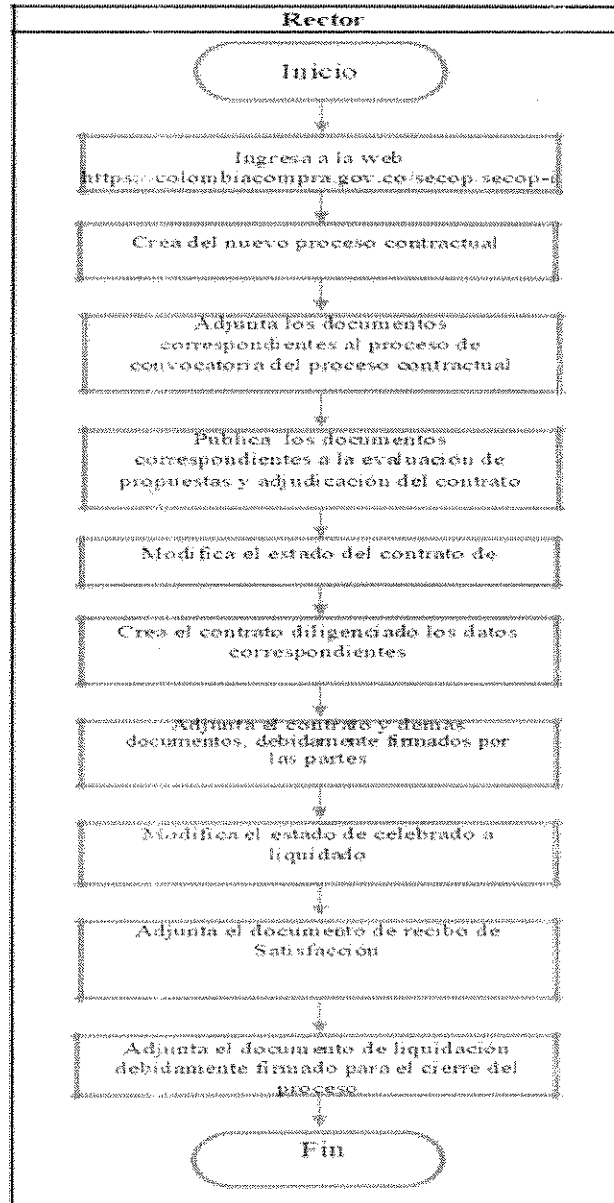 Rector
Inicio
Ingresa a la web
https://colombiacompra.gov.co/secop/secop-i
Crea del nuevo proceso contractual
Adjunta los documentos
correspondientes al proceso de
convocatoria del proceso contractual
Publica los documentos
correspondientes a la evaluación de
propuestas y adjudicación del contrato
Modifica el estado del contrato de
Crea el contrato diligenciado los datos
correspondientes
Adjunta el contrato y demás
documentos, debidamente firmados por
las partes
Modifica el estado de celebrado a
liquidado
Adjunta el documento de recibo de
Satisfacción
Adjunta el documento de liquidación
debidamente firmado para el cierre del
proceso
Fin